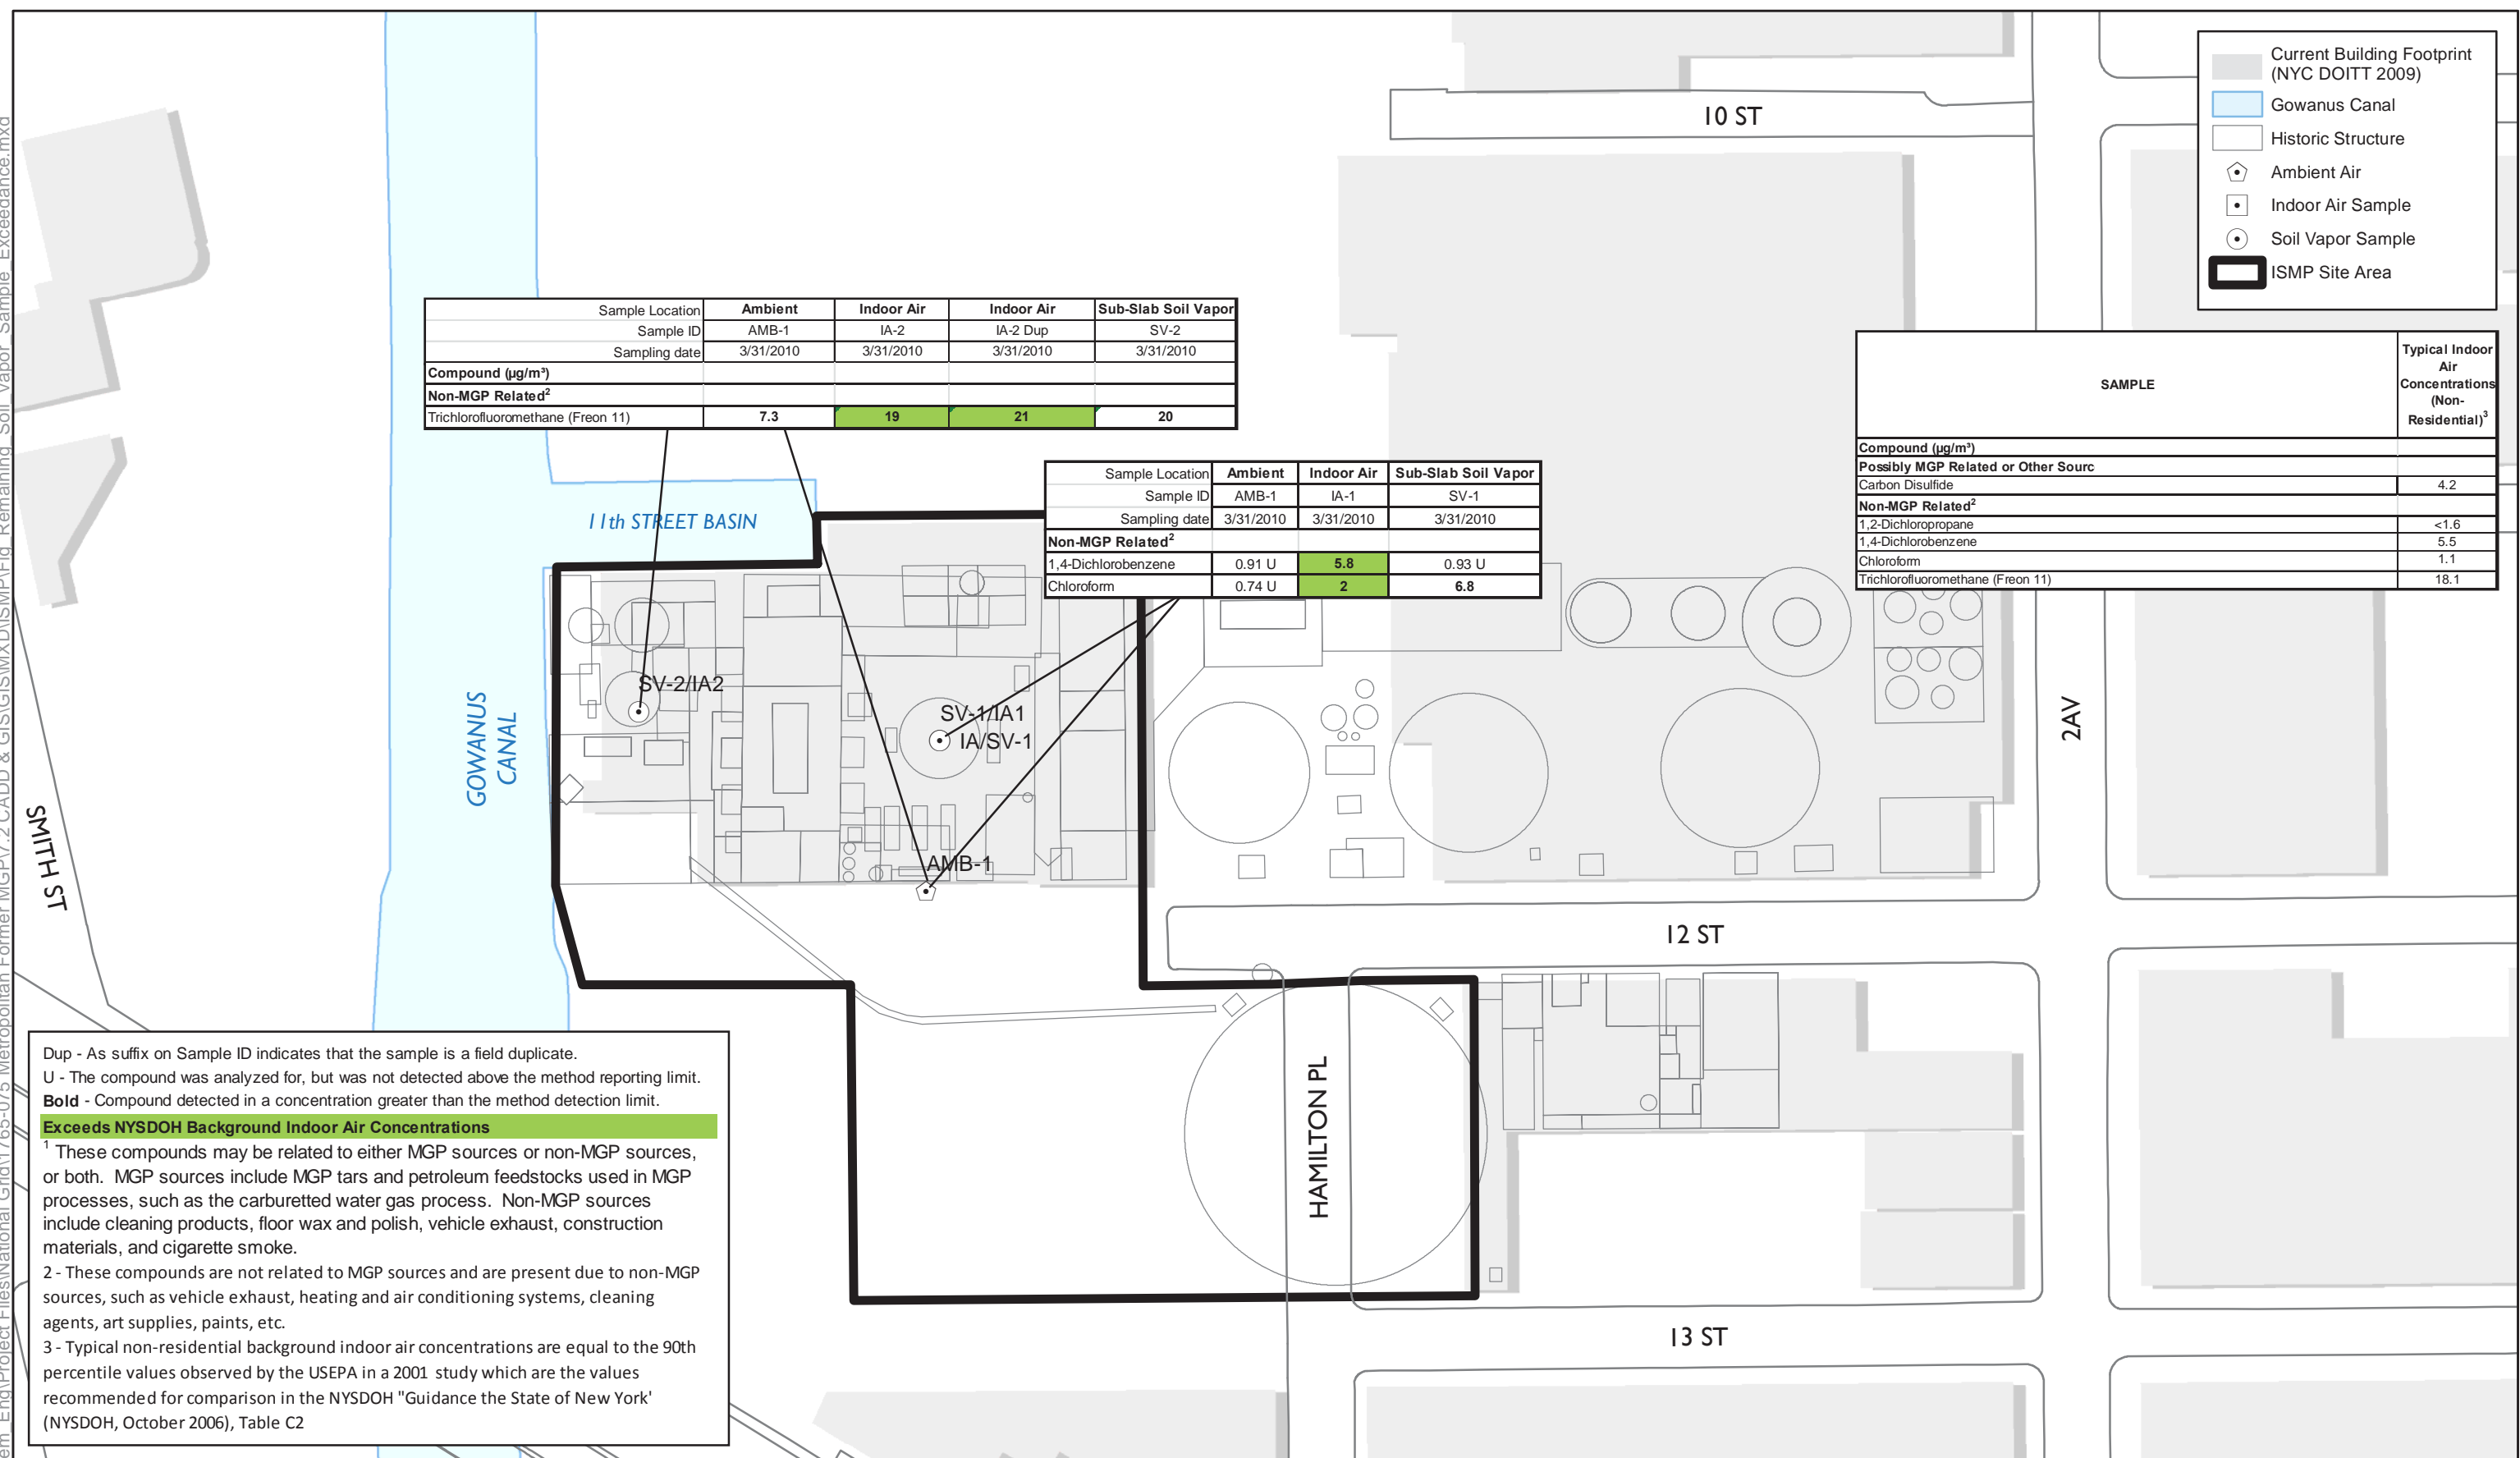 10 ST
Current Building Footprint
(NYC DOITT 2009)
Gowanus Canal
Historic Structure
Ambient Air
Indoor Air Sample
Soil Vapor Sample
ISMP Site Area
Sample Location Ambient Indoor Air Indoor Air Sub-Slab Soil Vapor
Sample ID AMB-1 IA-2 IA-2 Dup SV-2
Sampling date 3/31/2010 3/31/2010 3/31/2010 3/31/2010
Compound (µg/m³)
Non-MGP Related²
Trichlorofluoromethane (Freon 11) 7.3 19 21 20
SAMPLE Typical Indoor
Air
Concentrations
(Non-
Residential)³
Compound (µg/m³)
Possibly MGP Related or Other Sourc
Carbon Disulfide 4.2
Non-MGP Related²
1,2-Dichloropropane <1.6
1,4-Dichlorobenzene 5.5
Chloroform 1.1
Trichlorofluoromethane (Freon 11) 18.1
Sample Location Ambient Indoor Air Sub-Slab Soil Vapor
Sample ID AMB-1 IA-1 SV-1
Sampling date 3/31/2010 3/31/2010 3/31/2010
Non-MGP Related²
1,4-Dichlorobenzene 0.91 U 5.8 0.93 U
Chloroform 0.74 U 2 6.8
11th STREET BASIN
SV-2/IA2
SV-1/IA1
IA/SV-1
AMB-1
GOWANUS
CANAL
SMITH ST
2AV
12 ST
HAMILTON PL
13 ST
Dup - As suffix on Sample ID indicates that the sample is a field duplicate.
U - The compound was analyzed for, but was not detected above the method reporting limit.
Bold - Compound detected in a concentration greater than the method detection limit.
Exceeds NYSDOH Background Indoor Air Concentrations
¹ These compounds may be related to either MGP sources or non-MGP sources,
or both. MGP sources include MGP tars and petroleum feedstocks used in MGP
processes, such as the carburetted water gas process. Non-MGP sources
include cleaning products, floor wax and polish, vehicle exhaust, construction
materials, and cigarette smoke.
2 - These compounds are not related to MGP sources and are present due to non-MGP
sources, such as vehicle exhaust, heating and air conditioning systems, cleaning
agents, art supplies, paints, etc.
3 - Typical non-residential background indoor air concentrations are equal to the 90th
percentile values observed by the USEPA in a 2001 study which are the values
recommended for comparison in the NYSDOH "Guidance the State of New York'
(NYSDOH, October 2006), Table C2